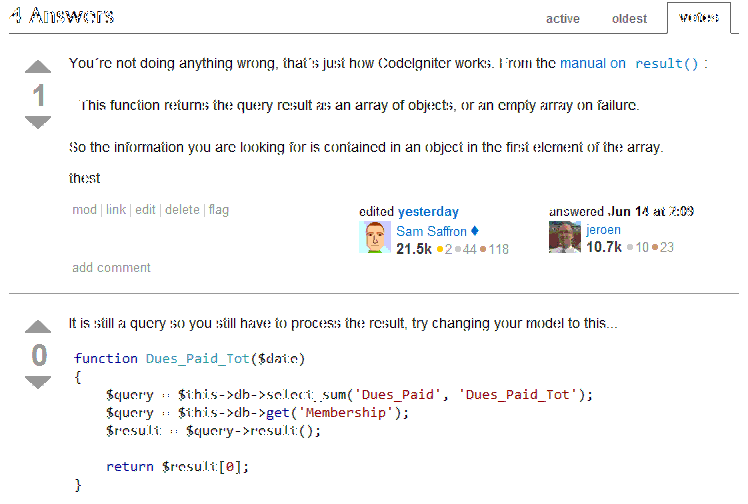 4 Answers
active oldest votes
You're not doing anything wrong, that's just how CodeIgniter works. From the manual on result() :
1
This function returns the query result as an array of objects, or an empty array on failure.
So the information you are looking for is contained in an object in the first element of the array.
thest
mod | link | edit | delete | flag
edited yesterday
Sam Saffron ♦
21.5k ●2 ●44 ●118
answered Jun 14 at 2:09
jeroen
10.7k ●10 ●23
add comment
It is still a query so you still have to process the result, try changing your model to this...
0
function Dues_Paid_Tot($date)
{
$query = $this->db->select_sum('Dues_Paid', 'Dues_Paid_Tot');
$query = $this->db->get('Membership');
$result = $query->result();
return $result[0];
}